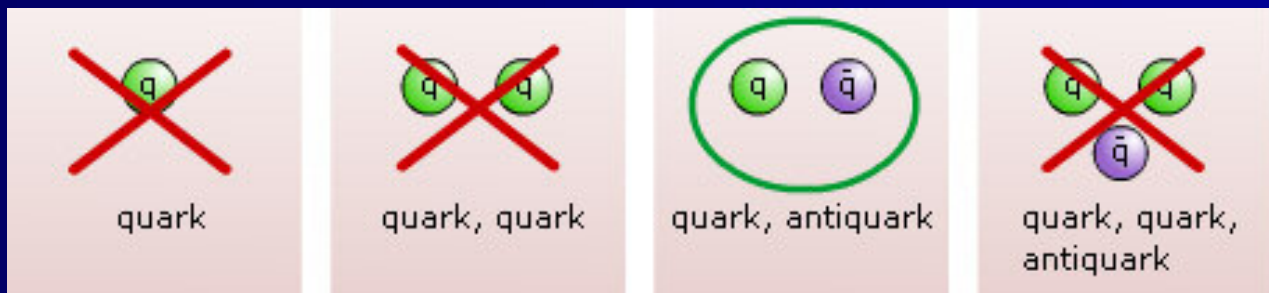 q
quark
q q
quark, quark
q q̄
quark, antiquark
q q
q̄
quark, quark,
antiquark